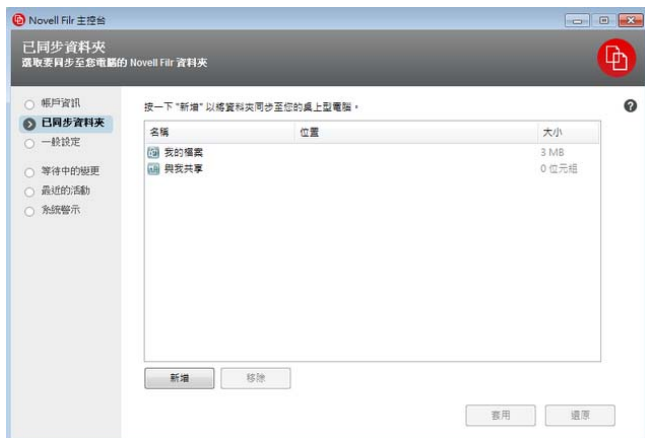 Novell Filr 主控台
已同步資料夾
選取要同步至您電腦的 Novell Filr 資料夾
帳戶資訊
已同步資料夾
一般設定
等待中的變更
最近的活動
系統警示
按一下 "新增" 以將資料夾同步至您的桌上型電腦。
名稱 位置 大小
我的檔案 3 MB
與我共享 0 位元組
新增 移除
套用 還原